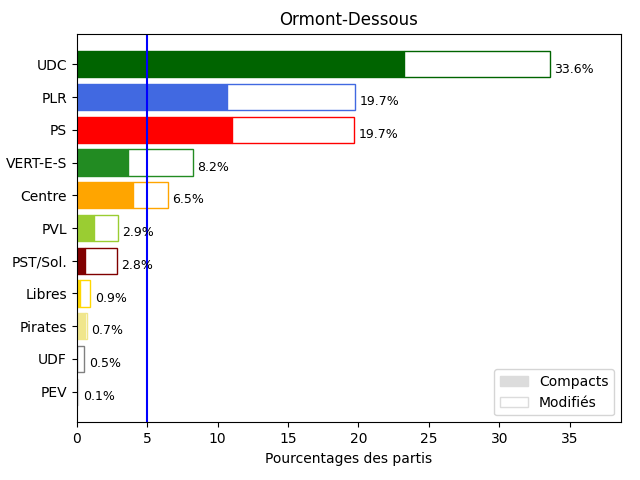 Ormont-Dessous
UDC 33.6%
PLR 19.7%
PS 19.7%
VERT-E-S 8.2%
Centre 6.5%
PVL 2.9%
PST/Sol. 2.8%
Libres 0.9%
Pirates 0.7%
UDF 0.5%
PEV 0.1%
Compacts
Modifiés
0 5 10 15 20 25 30 35
Pourcentages des partis